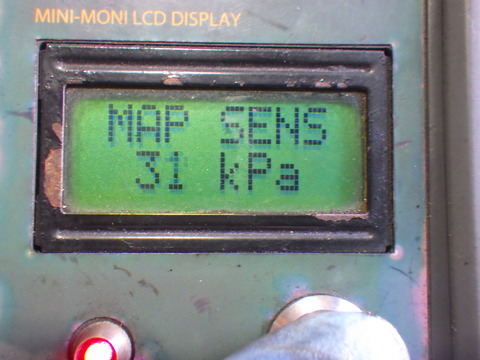 MINI-MONI LCD DISPLAY
MAP SENS
31 kPa